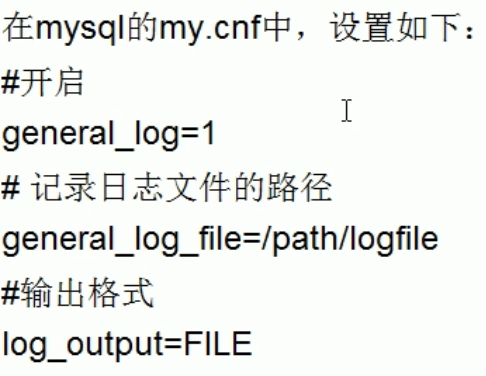 在mysql的my.cnf中，设置如下：
#开启
general_log=1
# 记录日志文件的路径
general_log_file=/path/logfile
#输出格式
log_output=FILE